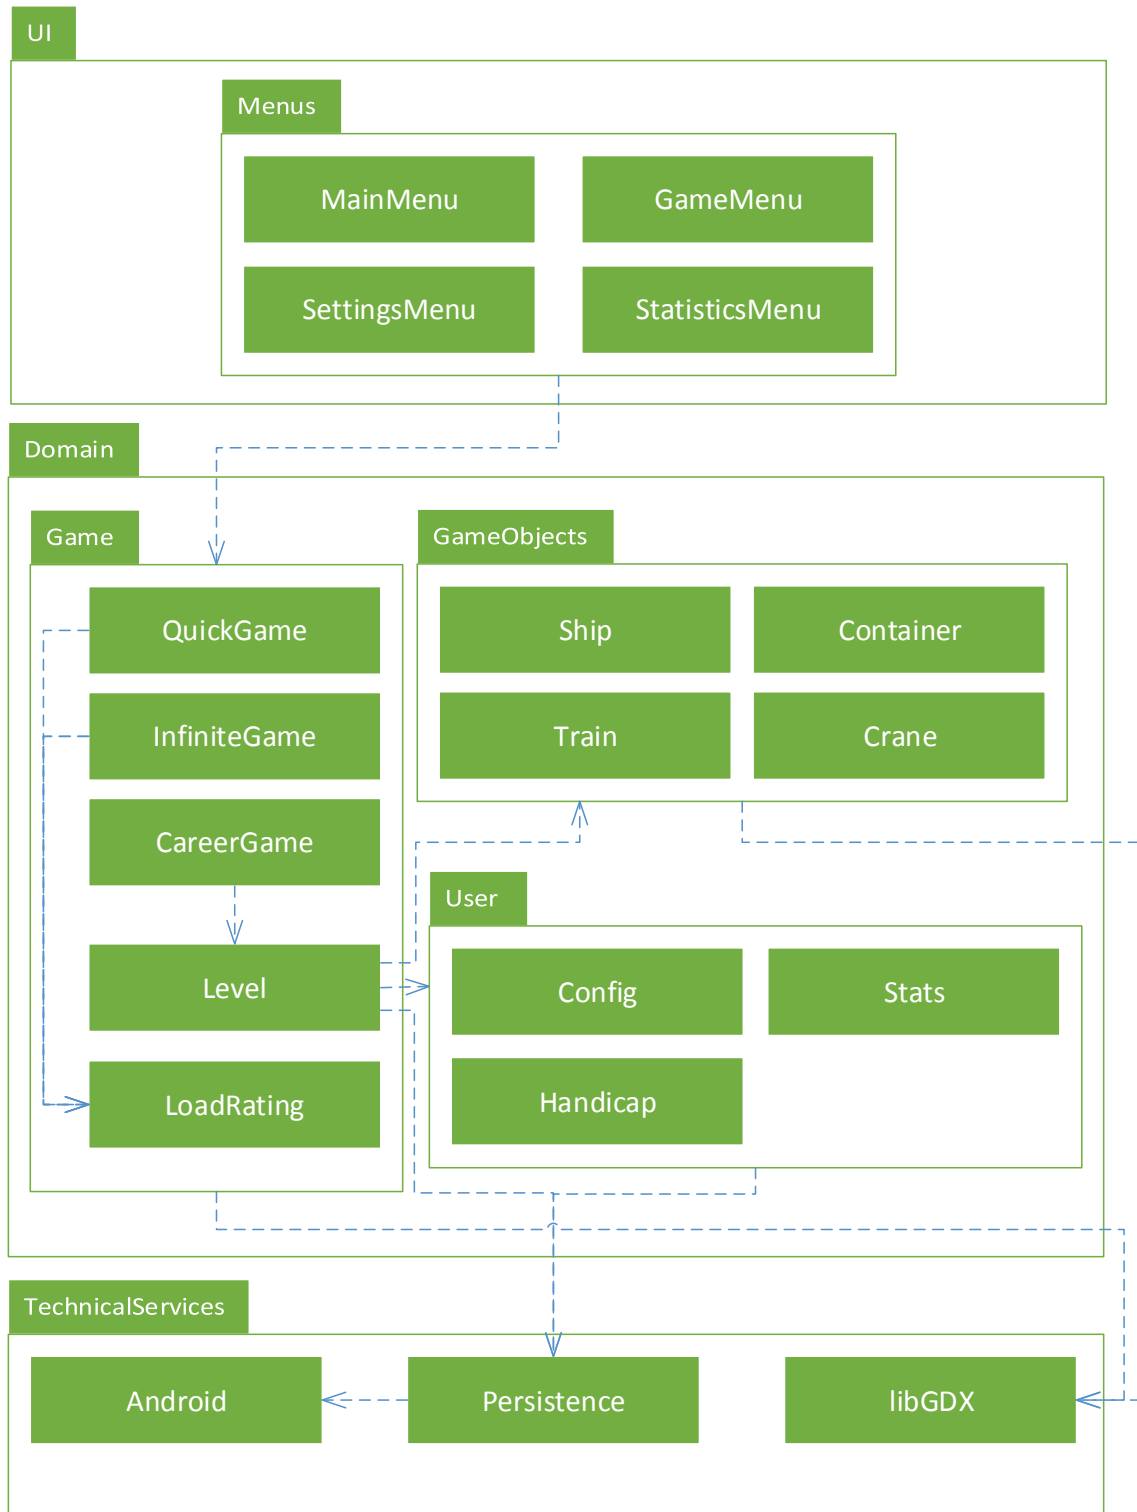 UI
Menus
MainMenu
GameMenu
SettingsMenu
StatisticsMenu
Domain
Game
GameObjects
QuickGame
Ship
Container
InfiniteGame
Train
Crane
CareerGame
User
Level
Config
Stats
LoadRating
Handicap
TechnicalServices
Android
Persistence
libGDX